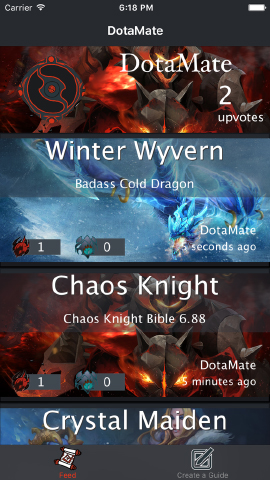 Carrier 6:18 PM
DotaMate
DotaMate
2
upvotes
Winter Wyvern
Badass Cold Dragon
DotaMate
1 0 5 seconds ago
Chaos Knight
Chaos Knight Bible 6.88
DotaMate
1 0 5 minutes ago
Crystal Maiden
Feed Create a Guide